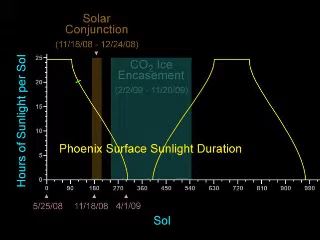 Solar
Conjunction
(11/18/08 - 12/24/08)
CO2 Ice
Encasement
(2/2/09 - 11/20/09)
Hours of Sunlight per Sol
25
20
15
10
5
0
Phoenix Surface Sunlight Duration
0 90 180 270 360 450 540 630 720 810 900 990
5/25/08 11/18/08 4/1/09
Sol